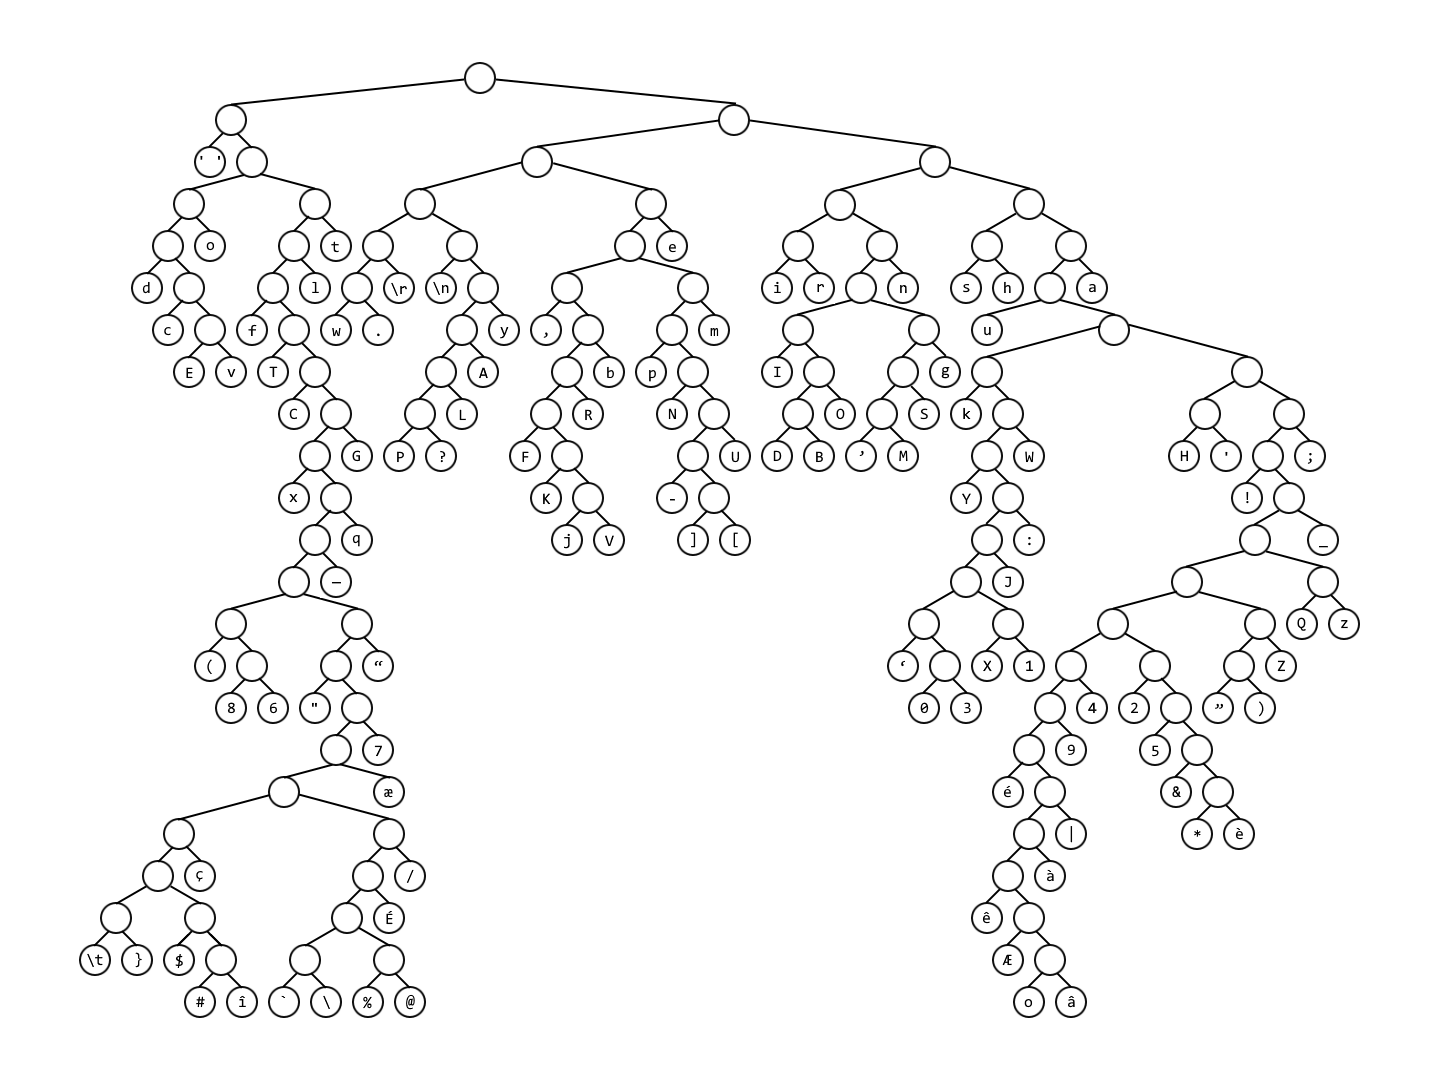 ' '
o t e
d l \r \n i r n s h a
c f w . y , m u
E v T A b p I g
C L R N O S k
G P ? F U D B ’ M W H ' ;
x K - Y !
q j V ] [ : _
— J Q z
( “ ‘ X 1 Z
8 6 " 0 3 4 2 ” )
7 9 5
æ é &
| * è
ç / à
É ê
\t } $ Æ
# î ` \ % @ o â